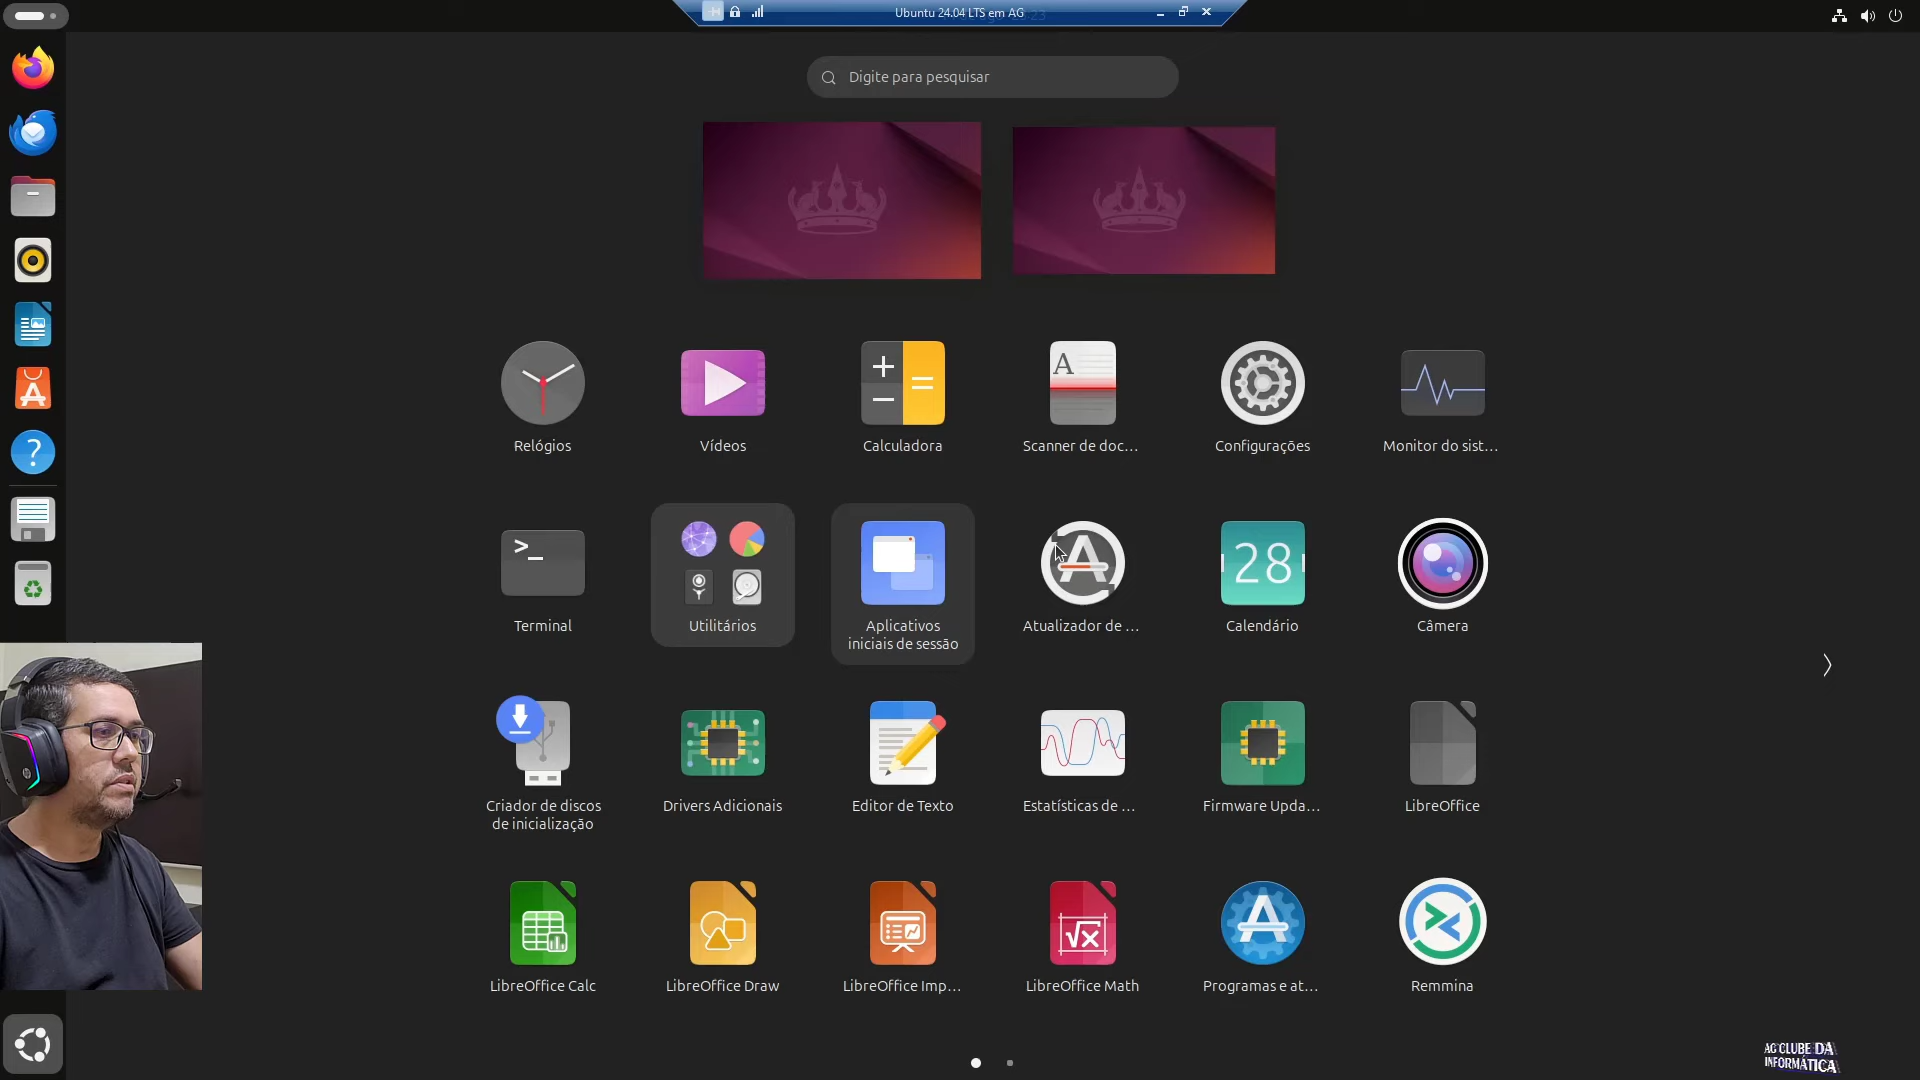 Ubuntu 24.04 LTS em AG
Digite para pesquisar
Relógios
Vídeos
Calculadora
Scanner de doc...
Configurações
Monitor do sist...
Terminal
Utilitários
Aplicativos
iniciais de sessão
Atualizador de ...
28
Calendário
Câmera
Criador de discos
de inicialização
Drivers Adicionais
Editor de Texto
Estatísticas de ...
Firmware Upda...
LibreOffice
LibreOffice Calc
LibreOffice Draw
LibreOffice Imp...
LibreOffice Math
Programas e at...
Remmina
AG CLUBE DA
INFORMÁTICA